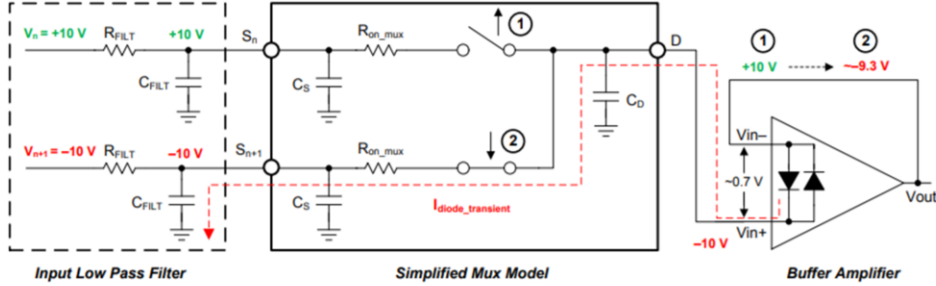 Vn = +10 V
RFILT
+10 V
Sn
Ron_mux
①
D
①
②
+10 V
~–9.3 V
CFILT
CS
CD
Vn+1 = –10 V
RFILT
–10 V
Sn+1
Ron_mux
②
Vin–
~0.7 V
Vout
CFILT
CS
Idiode_transient
–10 V
Vin+
Input Low Pass Filter
Simplified Mux Model
Buffer Amplifier